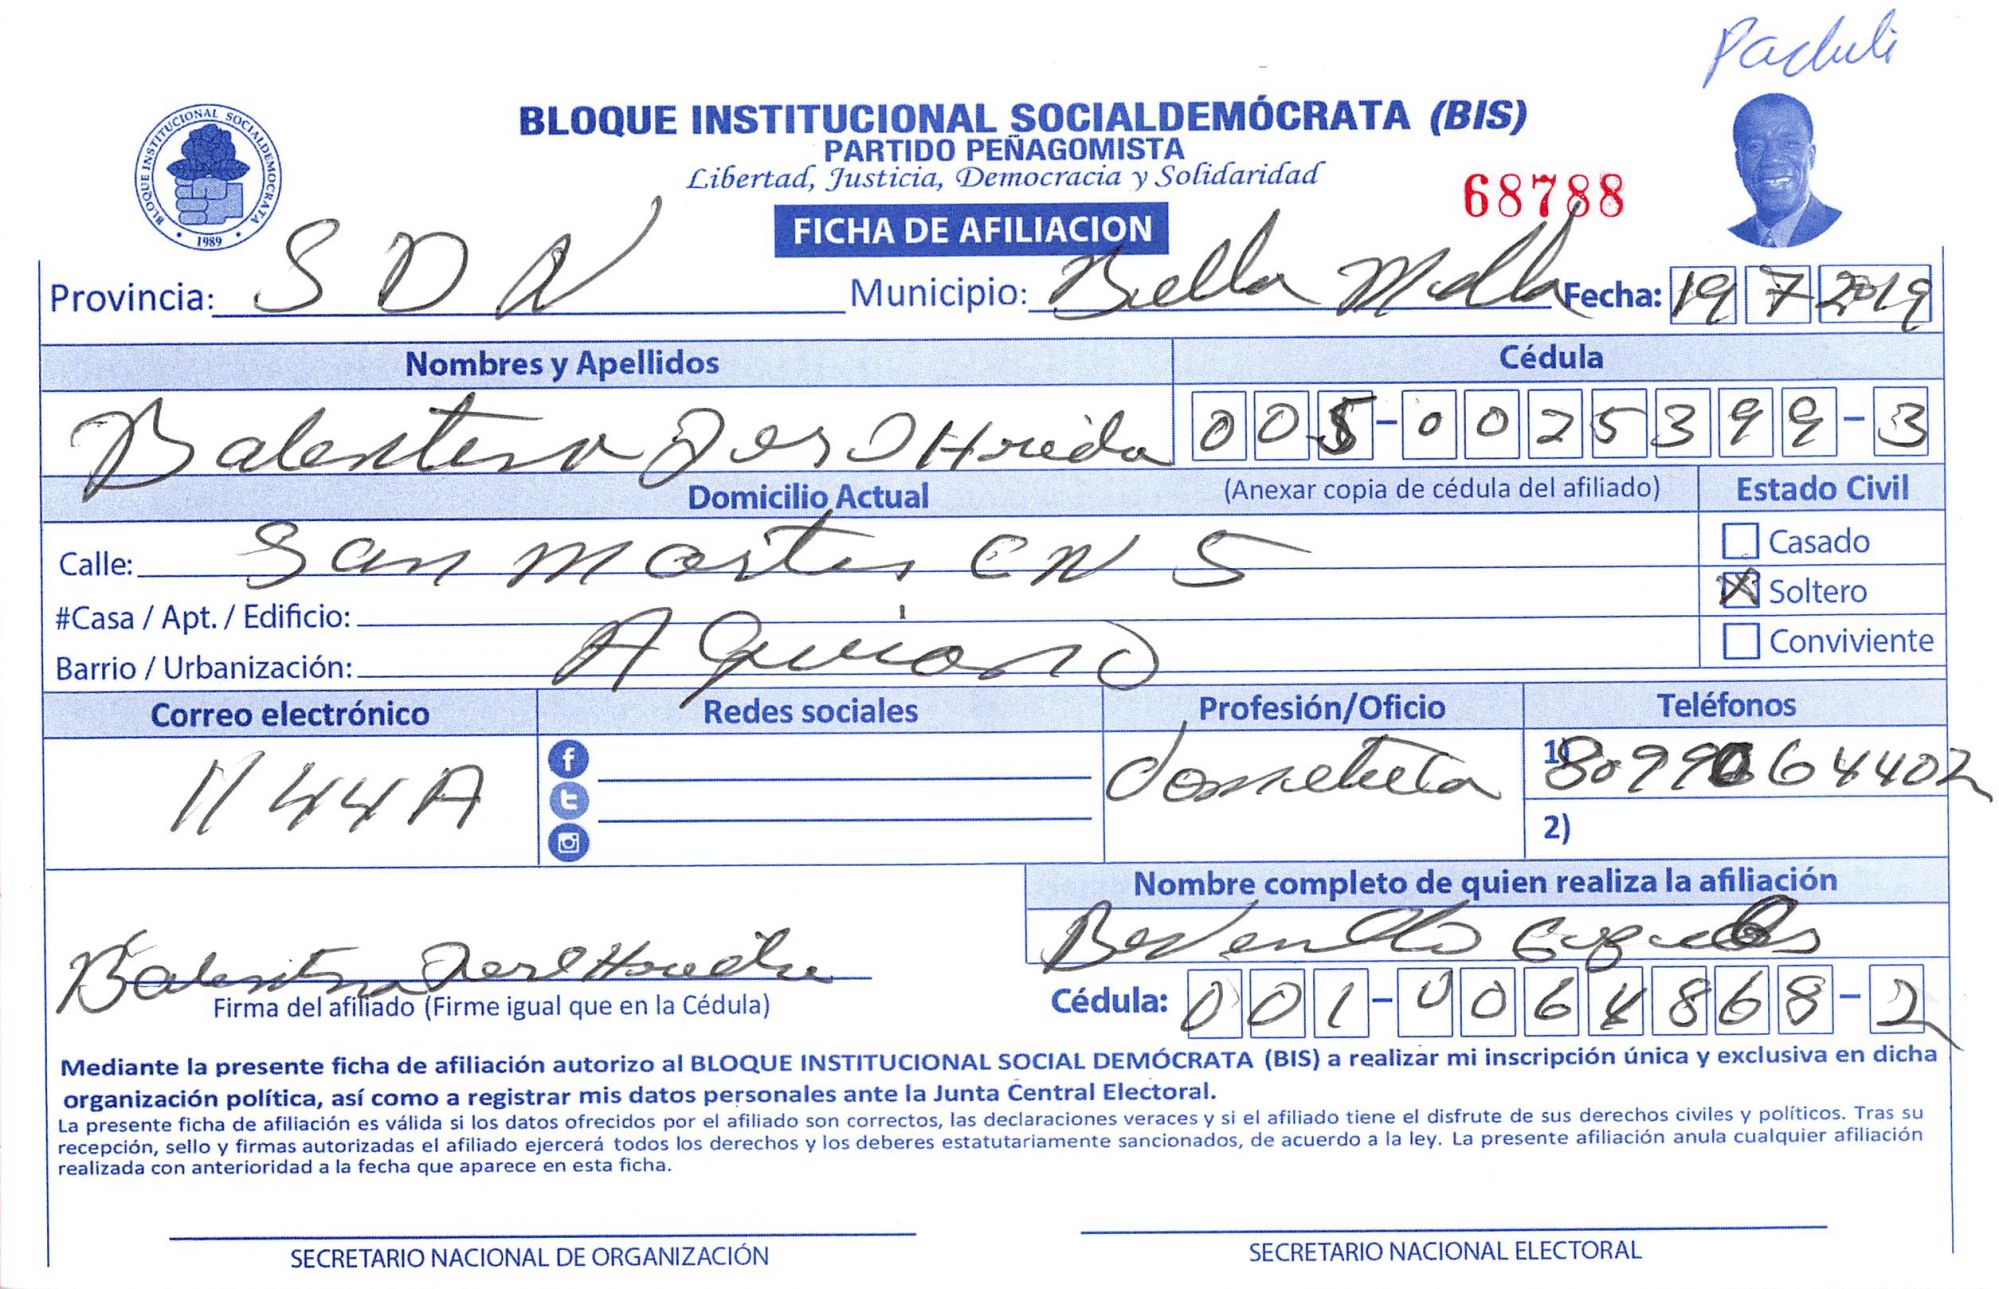 BLOQUE INSTITUCIONAL SOCIALDEMÓCRATA (BIS)
PARTIDO PEÑAGOMISTA
Libertad, Justicia, Democracia y Solidaridad
BLOQUE INSTITUCIONAL SOCIALDEMOCRATA
1989
68788
FICHA DE AFILIACION
Provincia: S D N Municipio: Bella Fecha: 19 7 2019
Nombres y Apellidos Cédula
005-0025399-3
Domicilio Actual (Anexar copia de cédula del afiliado) Estado Civil
Calle: San Martin CN 5 Casado
#Casa / Apt. / Edificio: X Soltero
Barrio / Urbanización: Conviviente
Correo electrónico Redes sociales Profesión/Oficio Teléfonos
1144A 1)
2)
Nombre completo de quien realiza la afiliación
Firma del afiliado (Firme igual que en la Cédula) Cédula: 001-0064868-2
Mediante la presente ficha de afiliación autorizo al BLOQUE INSTITUCIONAL SOCIAL DEMÓCRATA (BIS) a realizar mi inscripción única y exclusiva en dicha
organización política, así como a registrar mis datos personales ante la Junta Central Electoral.
La presente ficha de afiliación es válida si los datos ofrecidos por el afiliado son correctos, las declaraciones veraces y si el afiliado tiene el disfrute de sus derechos civiles y políticos. Tras su
recepción, sello y firmas autorizadas el afiliado ejercerá todos los derechos y los deberes estatutariamente sancionados, de acuerdo a la ley. La presente afiliación anula cualquier afiliación
realizada con anterioridad a la fecha que aparece en esta ficha.
SECRETARIO NACIONAL DE ORGANIZACIÓN SECRETARIO NACIONAL ELECTORAL